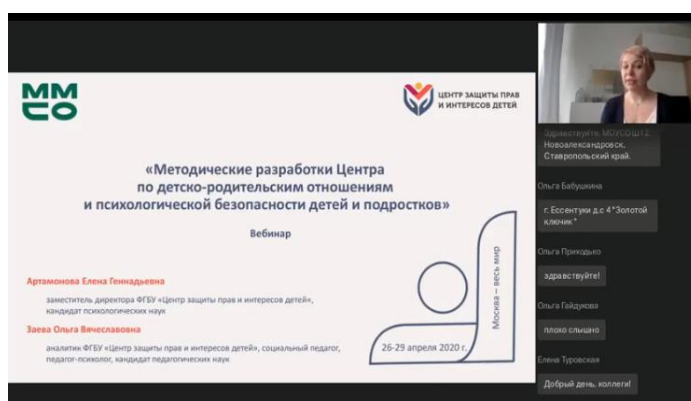 ММ
СО
ЦЕНТР ЗАЩИТЫ ПРАВ
И ИНТЕРЕСОВ ДЕТЕЙ
«Методические разработки Центра
по детско-родительским отношениям
и психологической безопасности детей и подростков»
Вебинар
Артамонова Елена Геннадьевна
заместитель директора ФГБУ «Центр защиты прав и интересов детей»,
кандидат психологических наук
Заева Ольга Вячеславовна
аналитик ФГБУ «Центр защиты прав и интересов детей», социальный педагог,
педагог-психолог, кандидат педагогических наук
26-29 апреля 2020 г.
Москва – весь мир
Здравствуйте, МОУСОШ12.
Новоалександровск,
Ставропольский край.
Ольга Бабушкина
г. Ессентуки д.с 4"Золотой
ключик"
Ольга Приходько
здравствуйте!
Ольга Гайдукова
плохо слышно
Елена Туровская
Добрый день, коллеги!